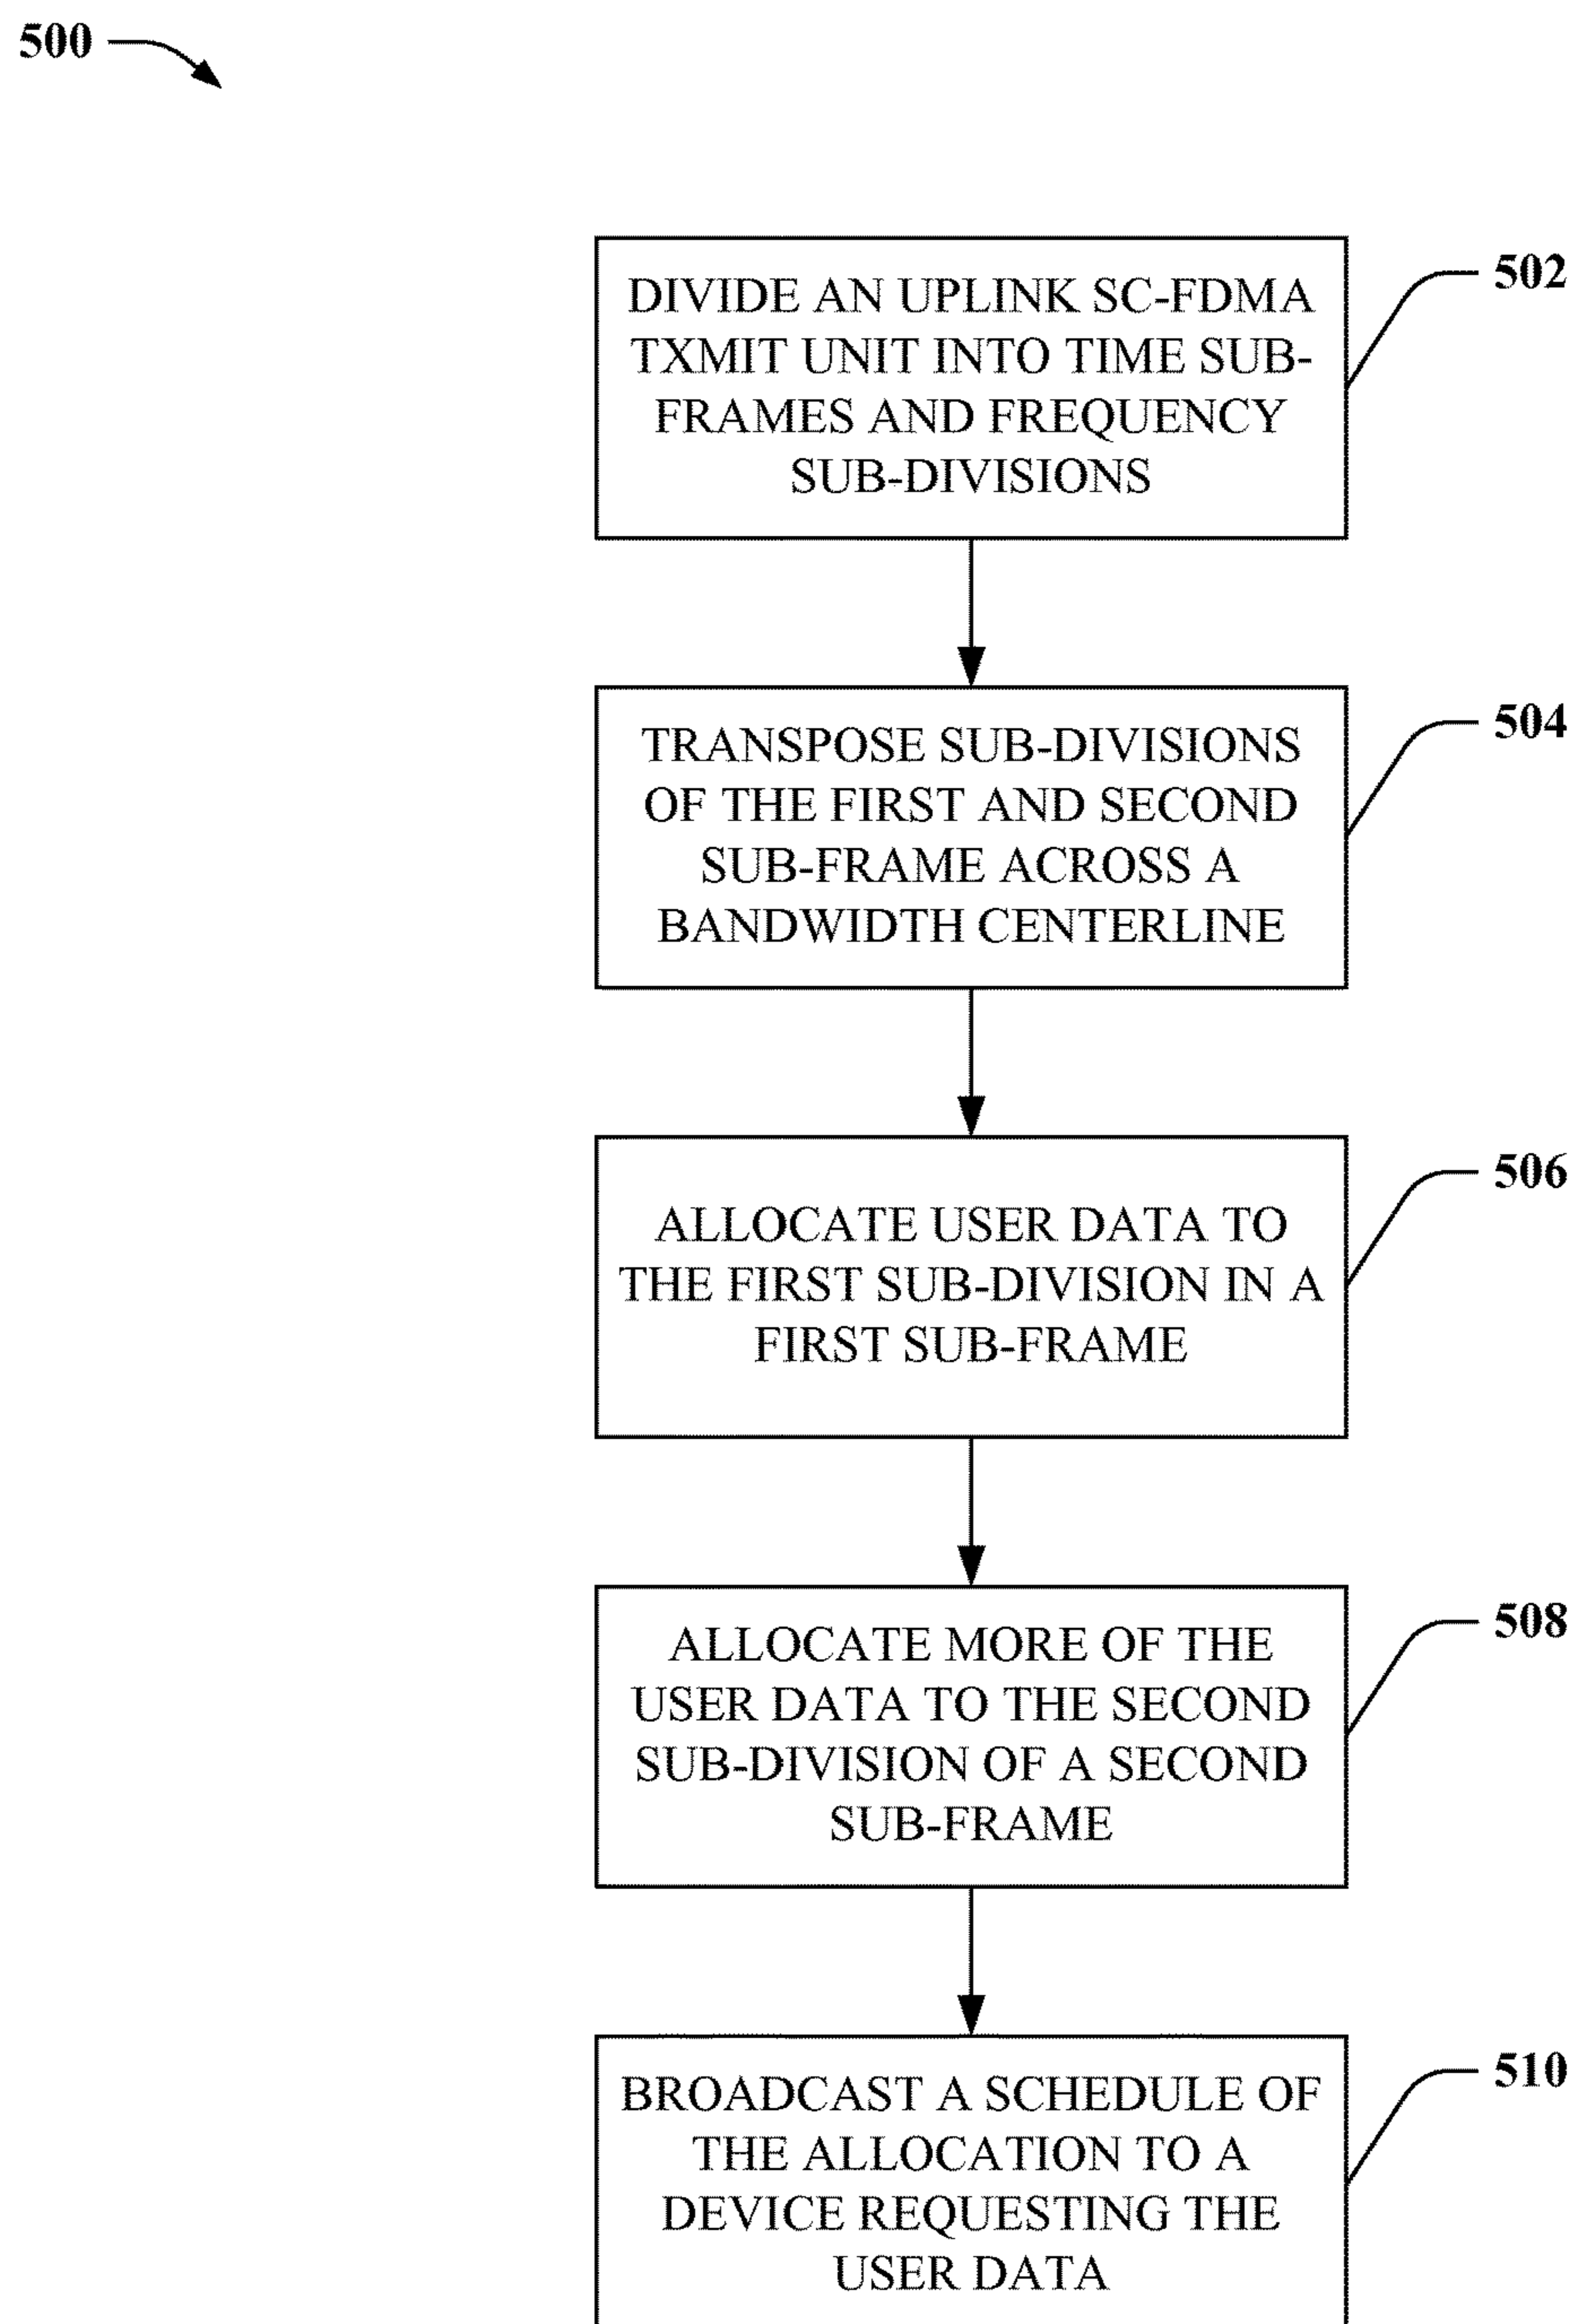 500
DIVIDE AN UPLINK SC-FDMA
TXMIT UNIT INTO TIME SUB-
FRAMES AND FREQUENCY
SUB-DIVISIONS
502
TRANSPOSE SUB-DIVISIONS
OF THE FIRST AND SECOND
SUB-FRAME ACROSS A
BANDWIDTH CENTERLINE
504
ALLOCATE USER DATA TO
THE FIRST SUB-DIVISION IN A
FIRST SUB-FRAME
506
ALLOCATE MORE OF THE
USER DATA TO THE SECOND
SUB-DIVISION OF A SECOND
SUB-FRAME
508
BROADCAST A SCHEDULE OF
THE ALLOCATION TO A
DEVICE REQUESTING THE
USER DATA
510